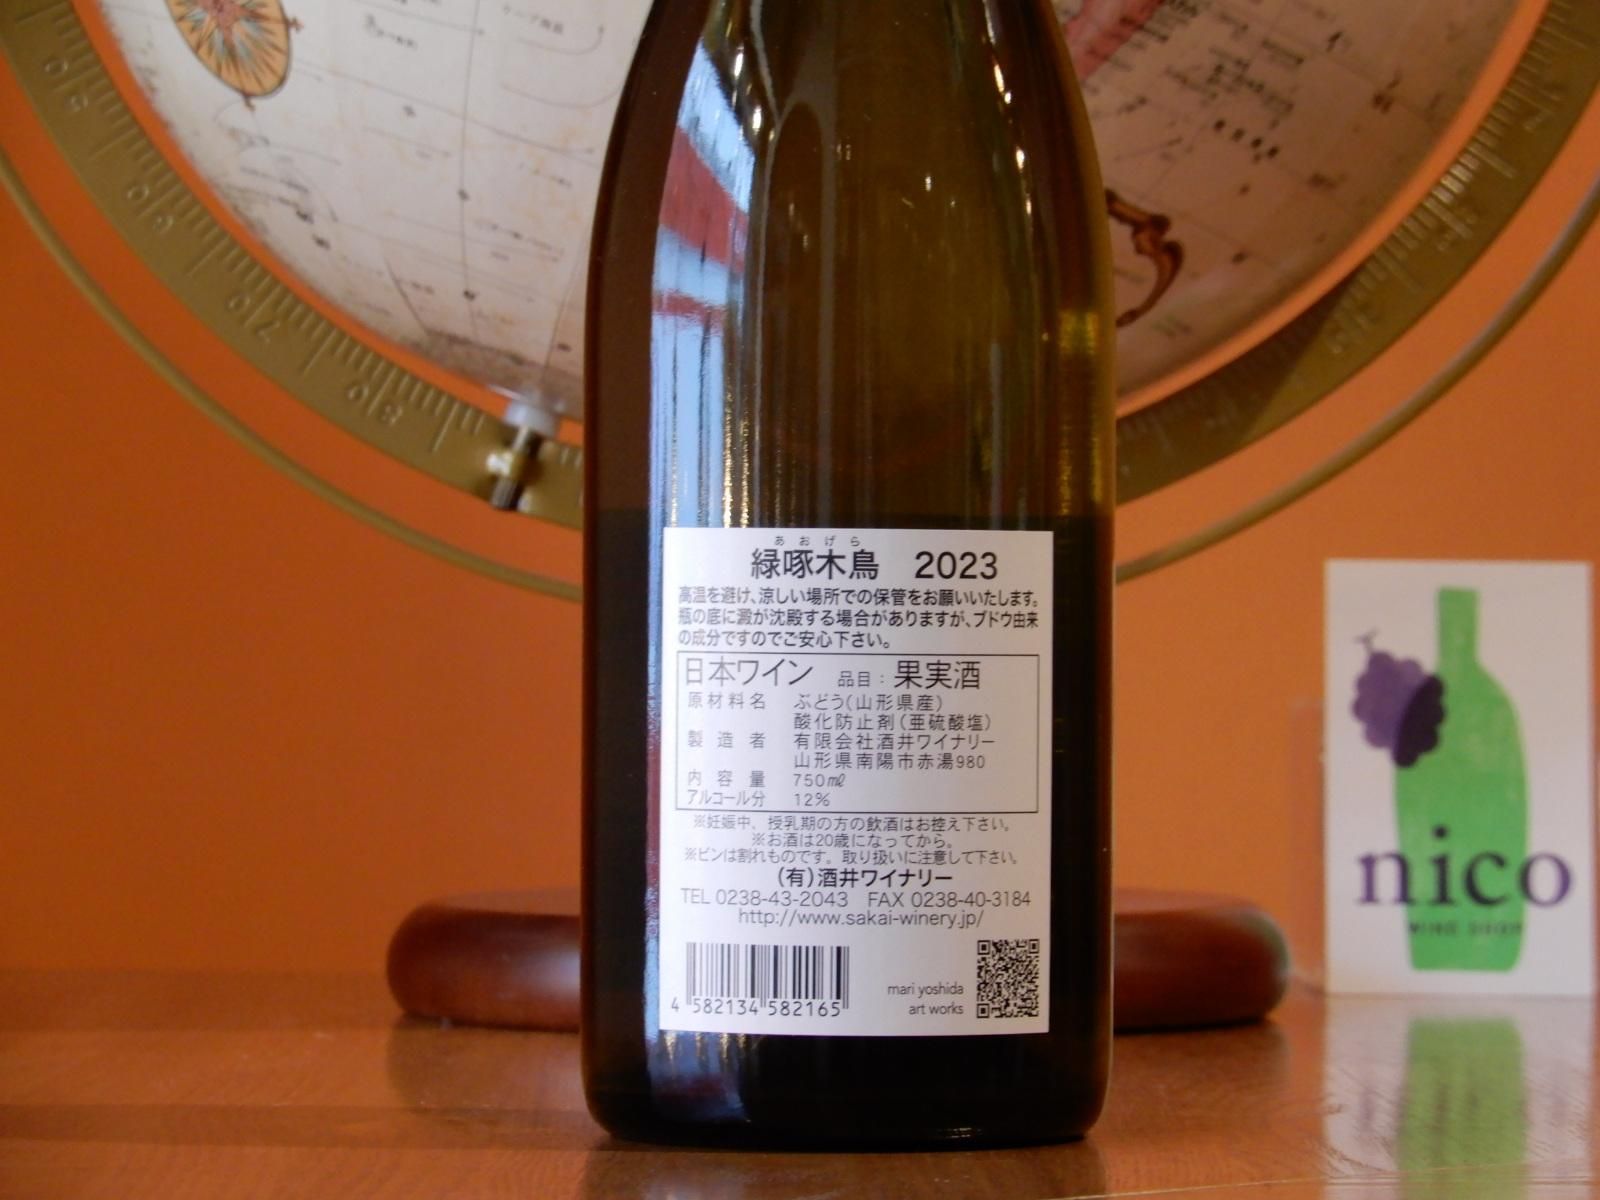 ケープ商館
あおげら
緑啄木鳥　2023
高温を避け、涼しい場所での保管をお願いいたします。
瓶の底に澱が沈殿する場合がありますが、ブドウ由来
の成分ですのでご安心下さい。
日本ワイン　品目：果実酒
原材料名　ぶどう（山形県産）
酸化防止剤（亜硫酸塩）
製造者　有限会社酒井ワイナリー
山形県南陽市赤湯980
内容量　750㎖
アルコール分　12％
※妊娠中、授乳期の方の飲酒はお控え下さい。
※お酒は20歳になってから。
※ビンは割れものです。取り扱いに注意して下さい。
（有）酒井ワイナリー
TEL 0238-43-2043　FAX 0238-40-3184
http://www.sakai-winery.jp/
mari yoshida
art works
4 582134 582165
nico
WINE SHOP